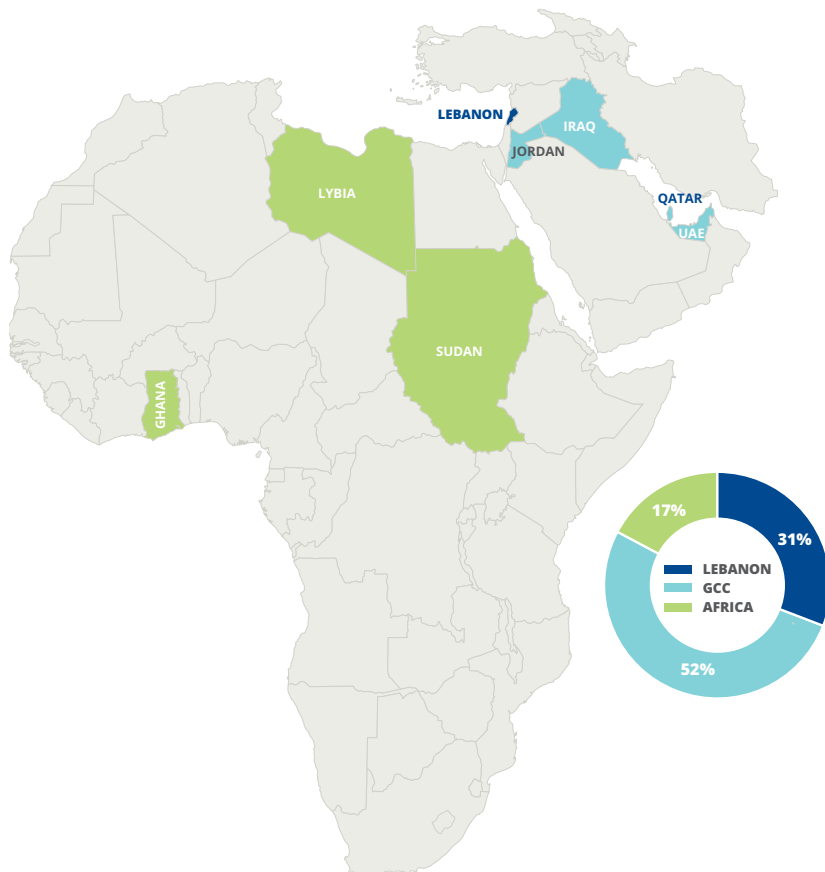 LEBANON
IRAQ
JORDAN
LYBIA
QATAR
UAE
SUDAN
GHANA
17%
31%
LEBANON
GCC
AFRICA
52%